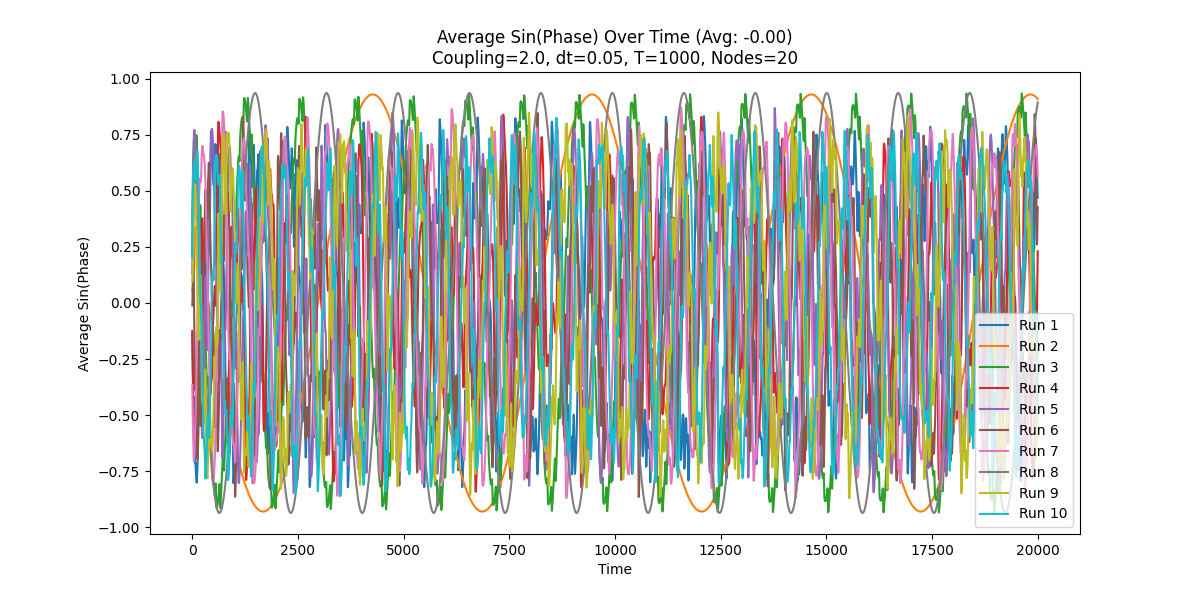 Average Sin(Phase) Over Time (Avg: -0.00)
Coupling=2.0, dt=0.05, T=1000, Nodes=20
Average Sin(Phase)
1.00
0.75
0.50
0.25
0.00
−0.25
−0.50
−0.75
−1.00
Run 1
Run 2
Run 3
Run 4
Run 5
Run 6
Run 7
Run 8
Run 9
Run 10
0 2500 5000 7500 10000 12500 15000 17500 20000
Time